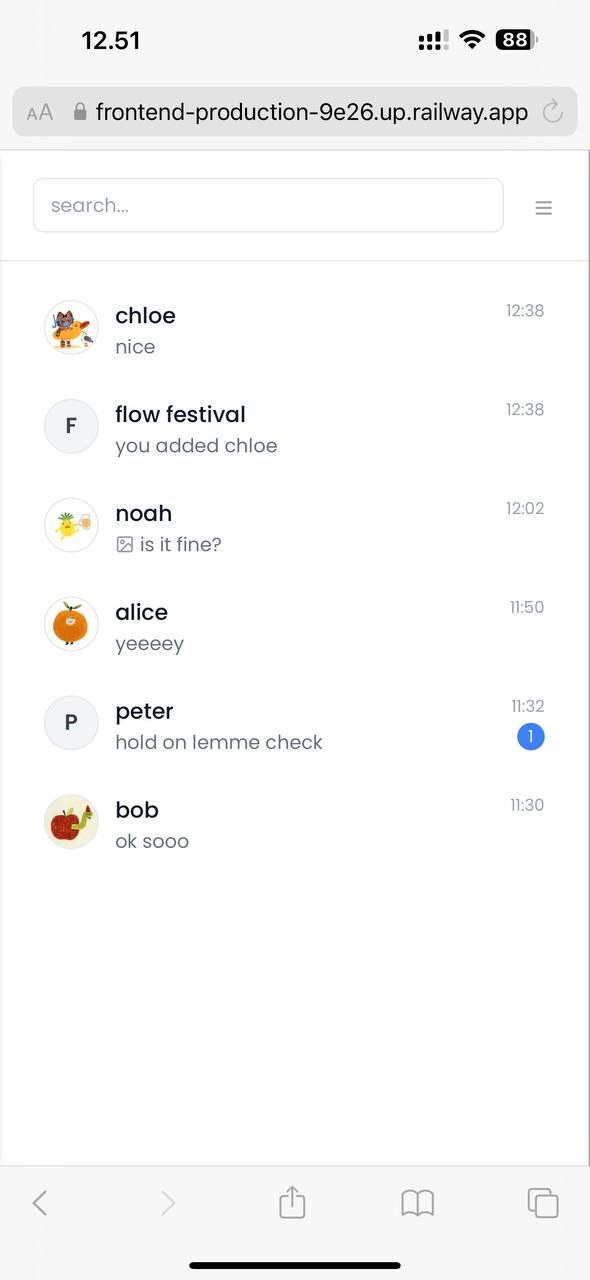 12.51
88
AA frontend-production-9e26.up.railway.app
search...
chloe 12:38
nice
F flow festival 12:38
you added chloe
noah 12:02
is it fine?
alice 11:50
yeeeey
P peter 11:32
hold on lemme check 1
bob 11:30
ok sooo